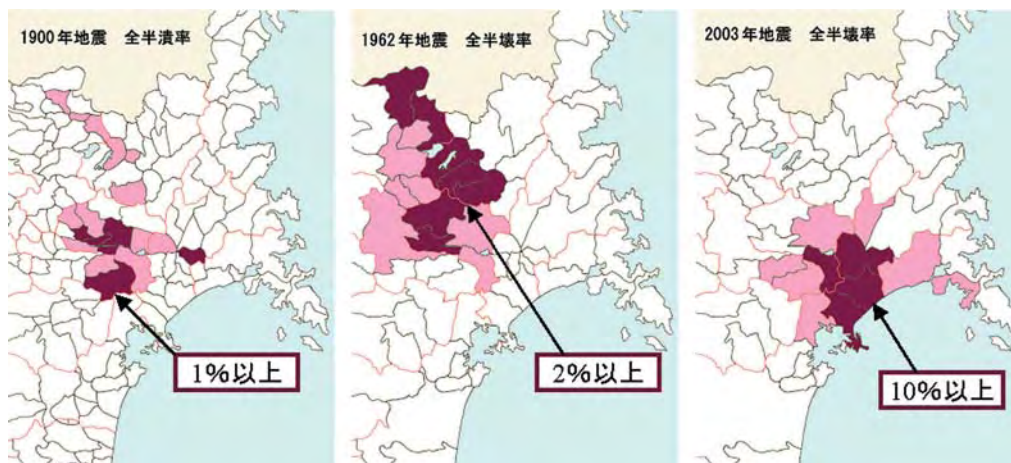 1900年地震 全半潰率
1%以上
1962年地震 全半壊率
2%以上
2003年地震 全半壊率
10%以上